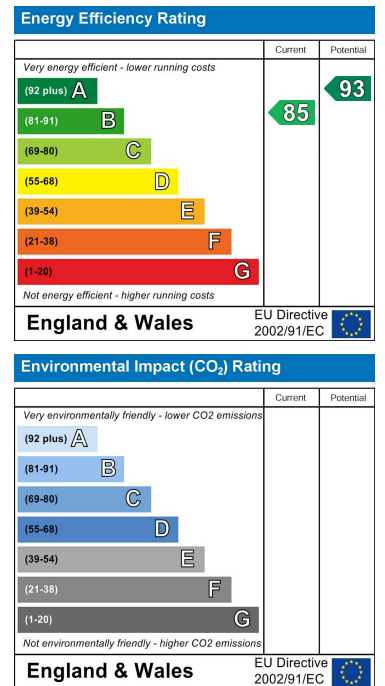 Energy Efficiency Rating
Current Potential
Very energy efficient - lower running costs
(92 plus) A
93
(81-91) B
85
(69-80) C
(55-68) D
(39-54) E
(21-38) F
(1-20) G
Not energy efficient - higher running costs
England & Wales
EU Directive
2002/91/EC
Environmental Impact (CO₂) Rating
Current Potential
Very environmentally friendly - lower CO2 emissions
(92 plus) A
(81-91) B
(69-80) C
(55-68) D
(39-54) E
(21-38) F
(1-20) G
Not environmentally friendly - higher CO2 emissions
England & Wales
EU Directive
2002/91/EC